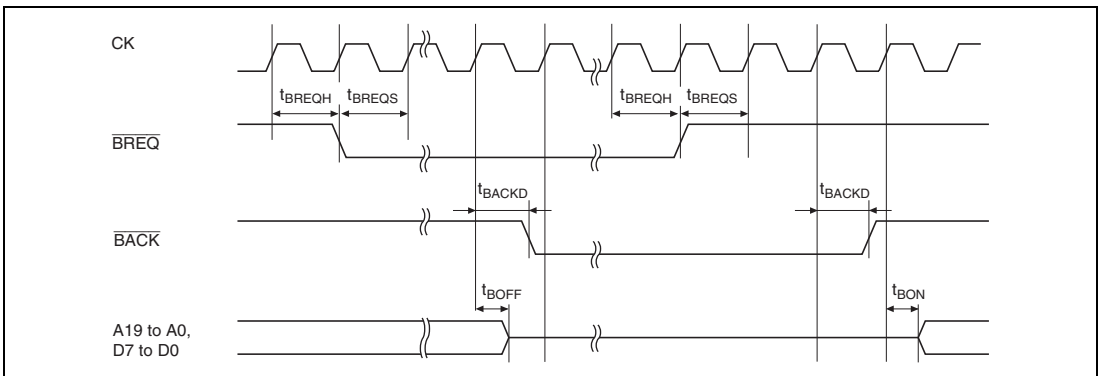 CK
tBREQH tBREQS tBREQH tBREQS
BREQ
tBACKD tBACKD
BACK
tBOFF tBON
A19 to A0,
D7 to D0